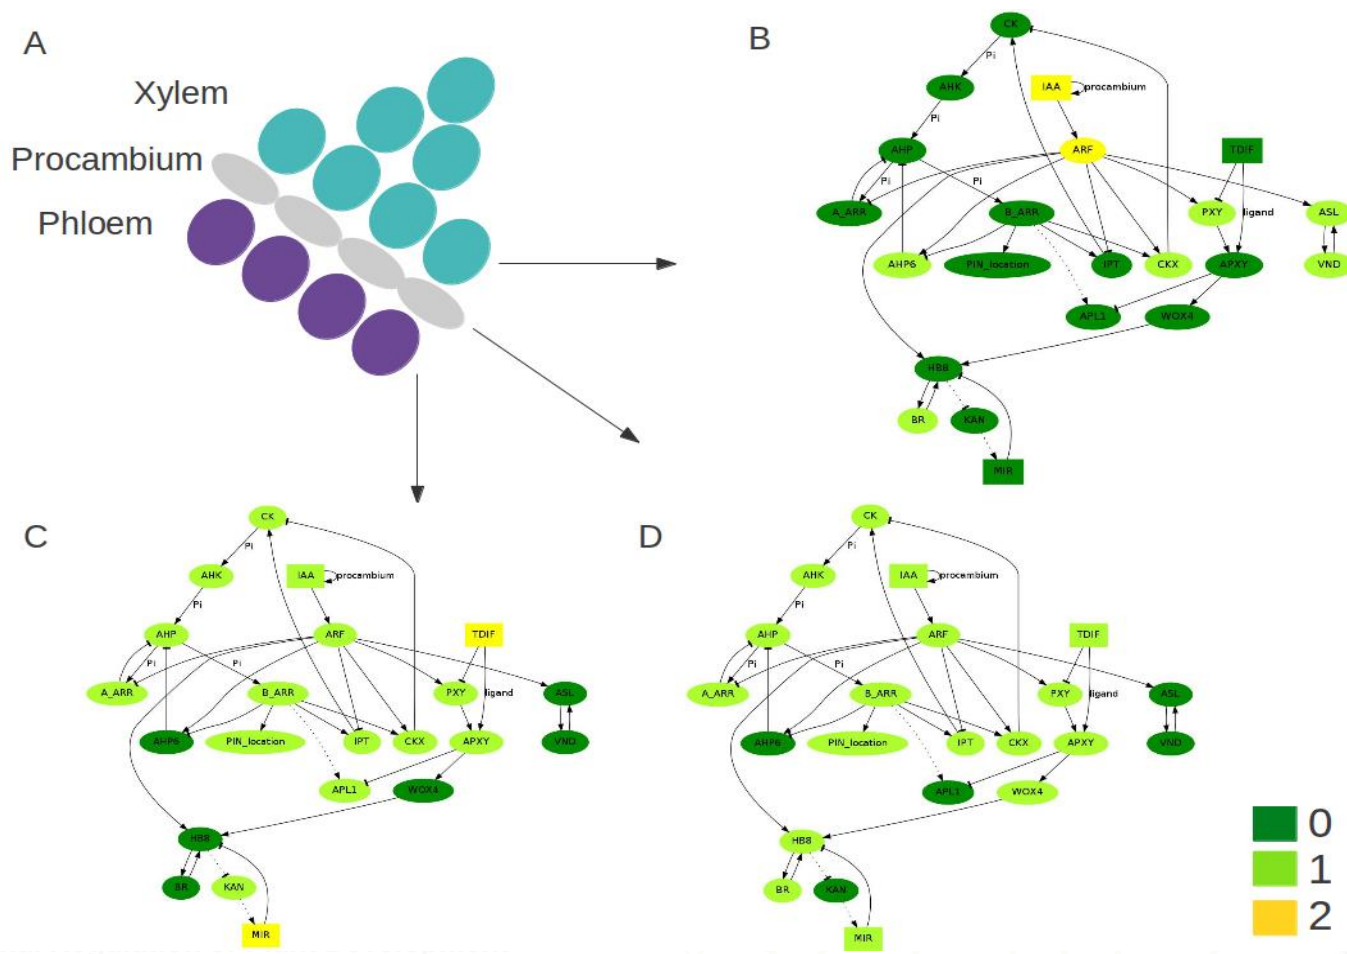 A
Xylem
Procambium
Phloem
B
CK
Pi
AHK
IAA
procambium
Pi
AHP
ARF
TDIF
Pi
Pi
A_ARR
B_ARR
PXY
ligand
ASL
AHP6
PIN_location
IPT
CKX
APXY
VND
APL1
WOX4
HB8
BR
KAN
MIR
C
CK
Pi
AHK
IAA
procambium
Pi
AHP
ARF
TDIF
Pi
Pi
A_ARR
B_ARR
PXY
ligand
ASL
AHP6
PIN_location
IPT
CKX
APXY
VND
APL1
WOX4
HB8
BR
KAN
MIR
D
CK
Pi
AHK
IAA
procambium
Pi
AHP
ARF
TDIF
Pi
Pi
A_ARR
B_ARR
PXY
ligand
ASL
AHP6
PIN_location
IPT
CKX
APXY
VND
APL1
WOX4
HB8
BR
KAN
MIR
0
1
2